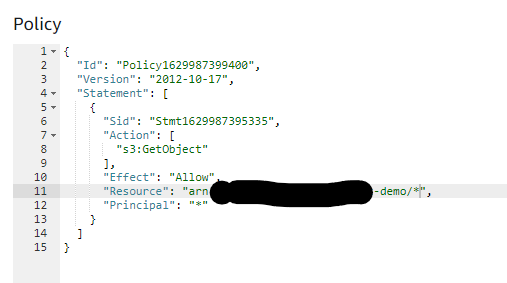 Policy
1 {
2 "Id": "Policy1629987399400",
3 "Version": "2012-10-17",
4 "Statement": [
5 {
6 "Sid": "Stmt1629987395335",
7 "Action": [
8 "s3:GetObject"
9 ],
10 "Effect": "Allow",
11 "Resource": "arn -demo/*",
12 "Principal": "*"
13 }
14 ]
15 }